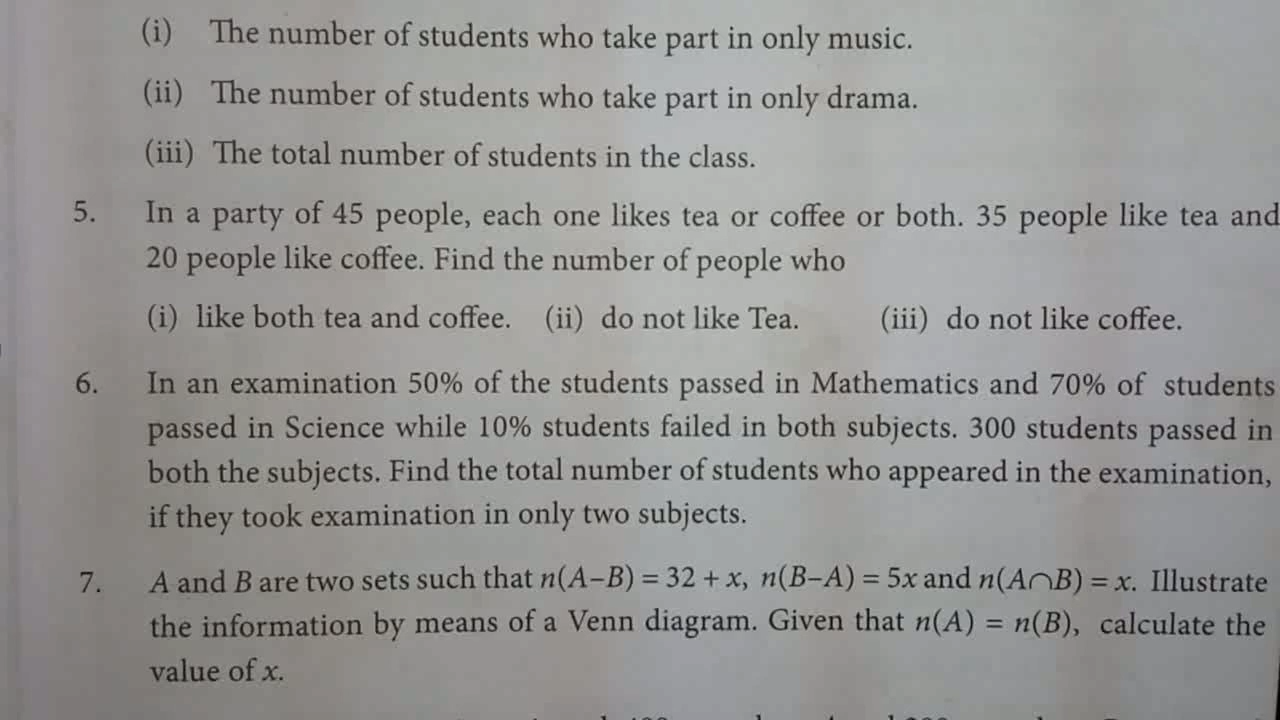 (i) The number of students who take part in only music.
(ii) The number of students who take part in only drama.
(iii) The total number of students in the class.
5. In a party of 45 people, each one likes tea or coffee or both. 35 people like tea and
20 people like coffee. Find the number of people who
(i) like both tea and coffee. (ii) do not like Tea. (iii) do not like coffee.
6. In an examination 50% of the students passed in Mathematics and 70% of students
passed in Science while 10% students failed in both subjects. 300 students passed in
both the subjects. Find the total number of students who appeared in the examination,
if they took examination in only two subjects.
7. A and B are two sets such that n(A–B) = 32 + x, n(B–A) = 5x and n(A∩B) = x. Illustrate
the information by means of a Venn diagram. Given that n(A) = n(B), calculate the
value of x.